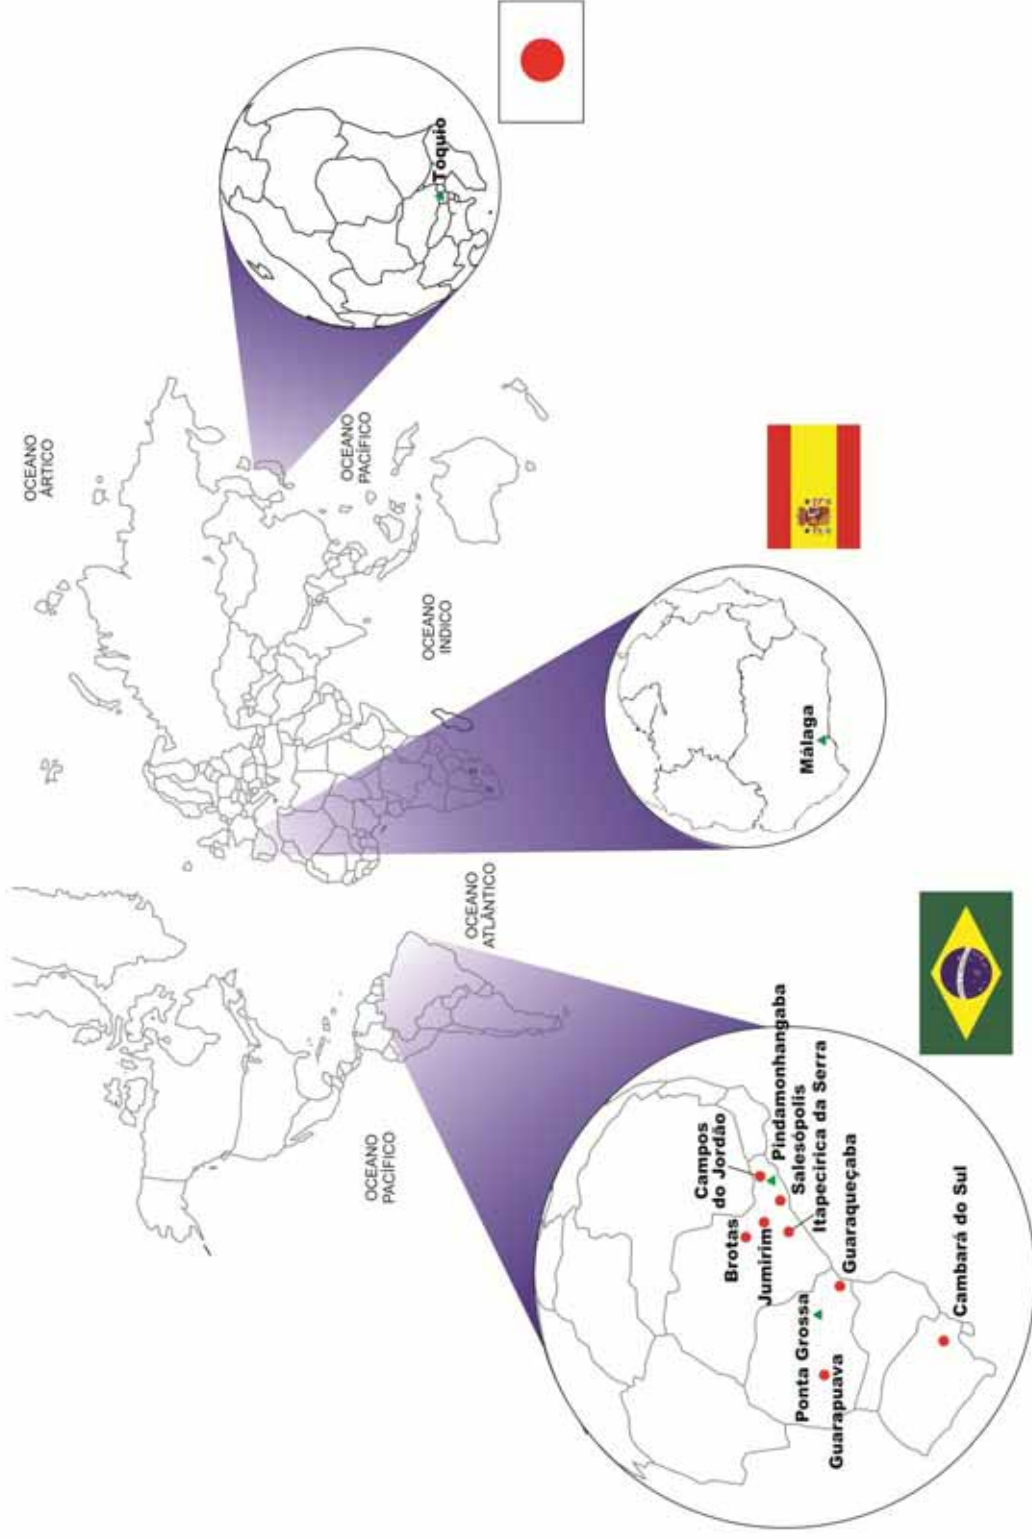 OCEANO
ÁRTICO
OCEANO
PACÍFICO
OCEANO
ÍNDICO
OCEANO
ATLÂNTICO
OCEANO
PACÍFICO
Tóquio
Málaga
Campos
do Jordão
Pindamonhangaba
Brotas
Salesópolis
Jumirim
Itapecirica da Serra
Ponta Grossa
Guaraqueçaba
Guarapuava
Cambará do Sul